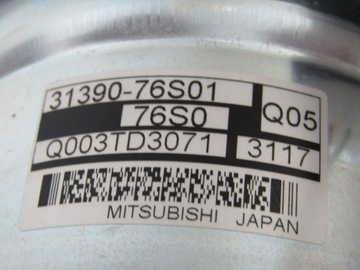 31390-76S01
Q05
76S0
Q003TD3071
3117
MITSUBISHI JAPAN